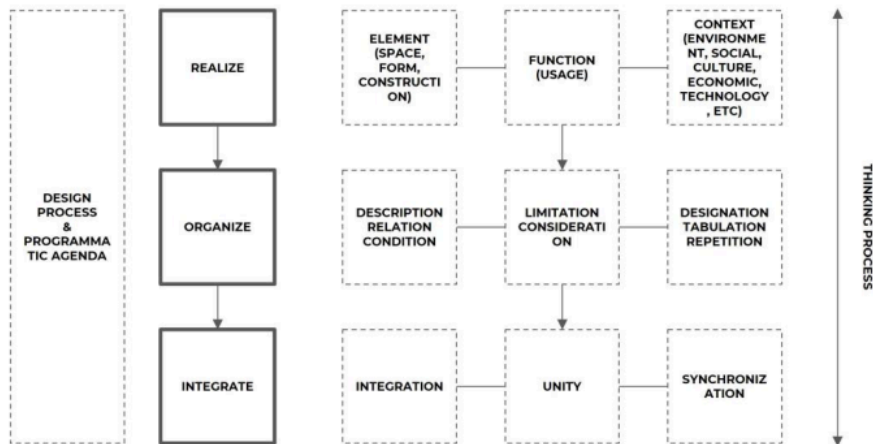 REALIZE
ELEMENT
(SPACE,
FORM,
CONSTRUCTI
ON)
FUNCTION
(USAGE)
CONTEXT
(ENVIRONME
NT, SOCIAL,
CULTURE,
ECONOMIC,
TECHNOLOGY
, ETC)
DESIGN
PROCESS
&
PROGRAMMA
TIC AGENDA
ORGANIZE
DESCRIPTION
RELATION
CONDITION
LIMITATION
CONSIDERATI
ON
DESIGNATION
TABULATION
REPETITION
THINKING PROCESS
INTEGRATE
INTEGRATION
UNITY
SYNCHRONIZ
ATION